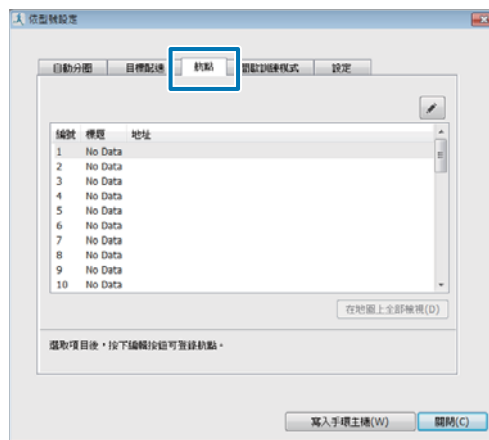 依型號設定
自動分圈 目標配速 航點 間歇訓練模式 設定
編號 標題 地址
1 No Data
2 No Data
3 No Data
4 No Data
5 No Data
6 No Data
7 No Data
8 No Data
9 No Data
10 No Data
在地圖上全部檢視(D)
選取項目後，按下編輯按鈕可登錄航點。
寫入手環主機(W) 關閉(C)